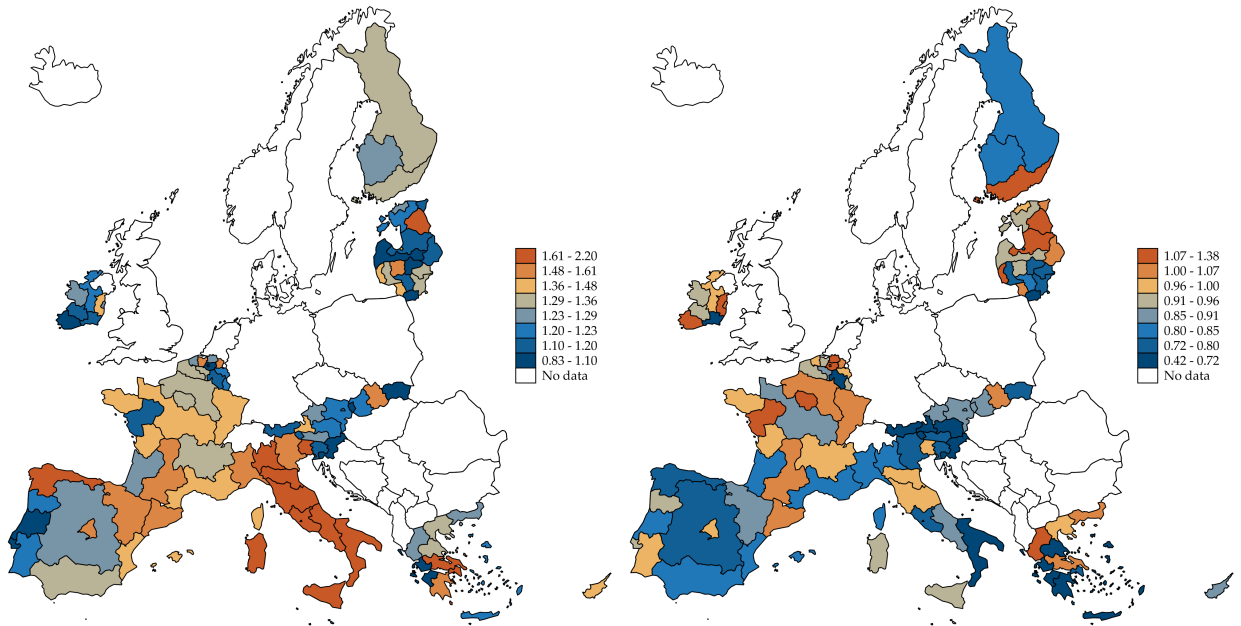 1.61 - 2.20
1.48 - 1.61
1.36 - 1.48
1.29 - 1.36
1.23 - 1.29
1.20 - 1.23
1.10 - 1.20
0.83 - 1.10
No data
1.07 - 1.38
1.00 - 1.07
0.96 - 1.00
0.91 - 0.96
0.85 - 0.91
0.80 - 0.85
0.72 - 0.80
0.42 - 0.72
No data